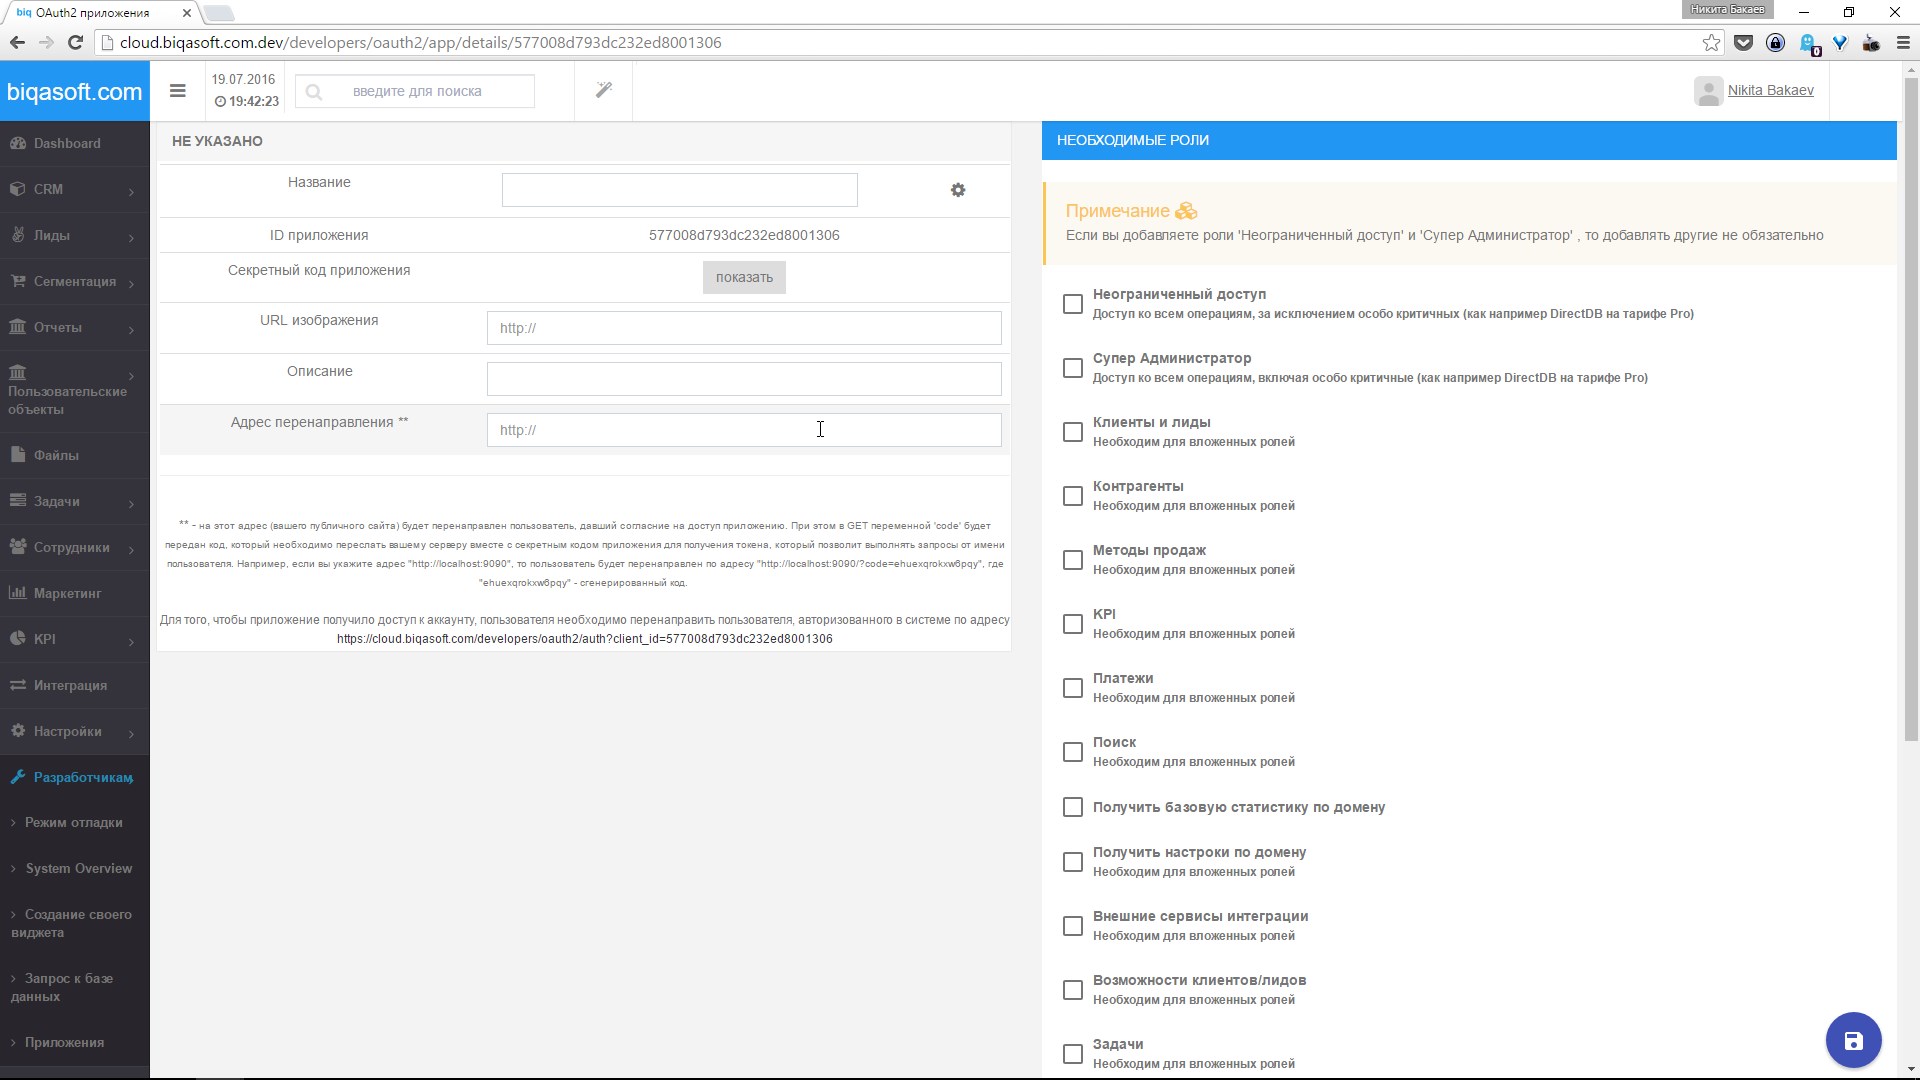 biq OAuth2 приложения
Никита Бакаев
cloud.biqasoft.com.dev/developers/oauth2/app/details/577008d793dc232ed8001306
0
biqasoft.com
19.07.2016
19:42:23
введите для поиска
Nikita Bakaev
Dashboard
CRM
Лиды
Сегментация
Отчеты
Пользовательские
объекты
Файлы
Задачи
Сотрудники
Маркетинг
KPI
Интеграция
Настройки
Разработчикам
Режим отладки
System Overview
Создание своего
виджета
Запрос к базе
данных
Приложения
НЕ УКАЗАНО
Название
ID приложения
577008d793dc232ed8001306
Секретный код приложения
показать
URL изображения
http://
Описание
Адрес перенаправления **
http://
** - на этот адрес (вашего публичного сайта) будет перенаправлен пользователь, давший согласие на доступ приложению. При этом в GET переменной 'code' будет
передан код, который необходимо переслать вашему серверу вместе с секретным кодом приложения для получения токена, который позволит выполнять запросы от имени
пользователя. Например, если вы укажите адрес "http://localhost:9090", то пользователь будет перенаправлен по адресу "http://localhost:9090/?code=ehuexqrokxw6pqy", где
"ehuexqrokxw6pqy" - сгенерированный код.
Для того, чтобы приложение получило доступ к аккаунту, пользователя необходимо перенаправить пользователя, авторизованного в системе по адресу
https://cloud.biqasoft.com/developers/oauth2/auth?client_id=577008d793dc232ed8001306
НЕОБХОДИМЫЕ РОЛИ
Примечание
Если вы добавляете роли 'Неограниченный доступ' и 'Супер Администратор' , то добавлять другие не обязательно
Неограниченный доступ
Доступ ко всем операциям, за исключением особо критичных (как например DirectDB на тарифе Pro)
Супер Администратор
Доступ ко всем операциям, включая особо критичные (как например DirectDB на тарифе Pro)
Клиенты и лиды
Необходим для вложенных ролей
Контрагенты
Необходим для вложенных ролей
Методы продаж
Необходим для вложенных ролей
KPI
Необходим для вложенных ролей
Платежи
Необходим для вложенных ролей
Поиск
Необходим для вложенных ролей
Получить базовую статистику по домену
Получить настроки по домену
Необходим для вложенных ролей
Внешние сервисы интеграции
Необходим для вложенных ролей
Возможности клиентов/лидов
Необходим для вложенных ролей
Задачи
Необходим для вложенных ролей